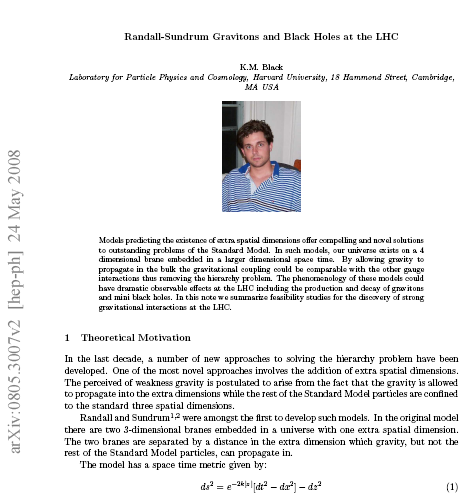 Randall-Sundrum Gravitons and Black Holes at the LHC
K.M. Black
Laboratory for Particle Physics and Cosmology, Harvard University, 18 Hammond Street, Cambridge,
MA USA
Models predicting the existence of extra spatial dimensions offer compelling and novel solutions
to outstanding problems of the Standard Model. In such models, our universe exists on a 4
dimensional brane embedded in a larger dimensional space time. By allowing gravity to
propagate in the bulk the gravitational coupling could be comparable with the other gauge
interactions thus removing the hierarchy problem. The phenomenology of these models could
have dramatic observable effects at the LHC including the production and decay of gravitons
and mini black holes. In this note we summarize feasibility studies for the discovery of strong
gravitational interactions at the LHC.
1 Theoretical Motivation
In the last decade, a number of new approaches to solving the hierarchy problem have been
developed. One of the most novel approaches involves the addition of extra spatial dimensions.
The perceived of weakness gravity is postulated to arise from the fact that the gravity is allowed
to propagate into the extra dimensions while the rest of the Standard Model particles are confined
to the standard three spatial dimensions.
Randall and Sundrum1,2 were amongst the first to develop such models. In the original model
there are two 3-dimensional branes embedded in a universe with one extra spatial dimension.
The two branes are separated by a distance in the extra dimension which gravity, but not the
rest of the Standard Model particles, can propagate in.
The model has a space time metric given by:
ds² = e^{-2k|z|}[dt² − dx²] − dz² (1)
arXiv:0805.3007v2 [hep-ph] 24 May 2008